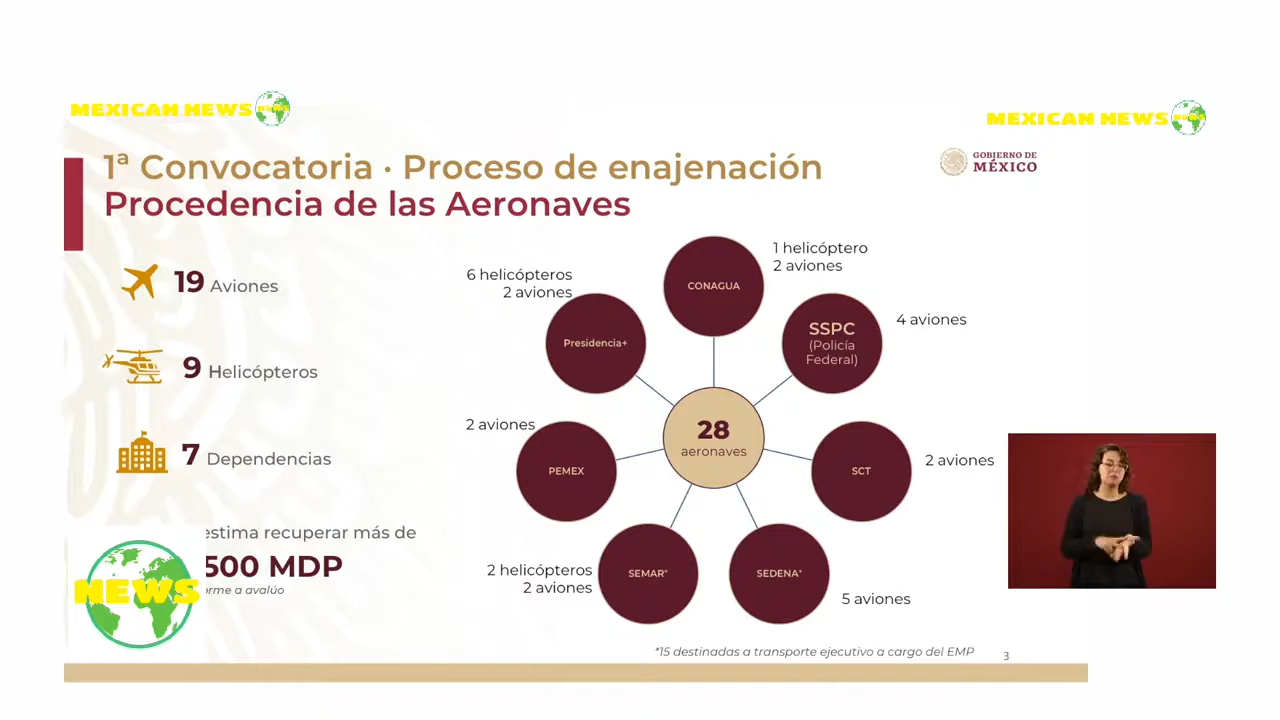 MEXICAN NEWS
NEWS
MEXICAN NEWS
NEWS
1ª Convocatoria · Proceso de enajenación
Procedencia de las Aeronaves
GOBIERNO DE
MÉXICO
19 Aviones
9 Helicópteros
7 Dependencias
estima recuperar más de
500 MDP
orme a avalúo
NEWS
28
aeronaves
CONAGUA
1 helicóptero
2 aviones
SSPC
(Policía
Federal)
4 aviones
SCT
2 aviones
SEDENA*
5 aviones
SEMAR*
2 helicópteros
2 aviones
PEMEX
2 aviones
Presidencia+
6 helicópteros
2 aviones
*15 destinadas a transporte ejecutivo a cargo del EMP
3